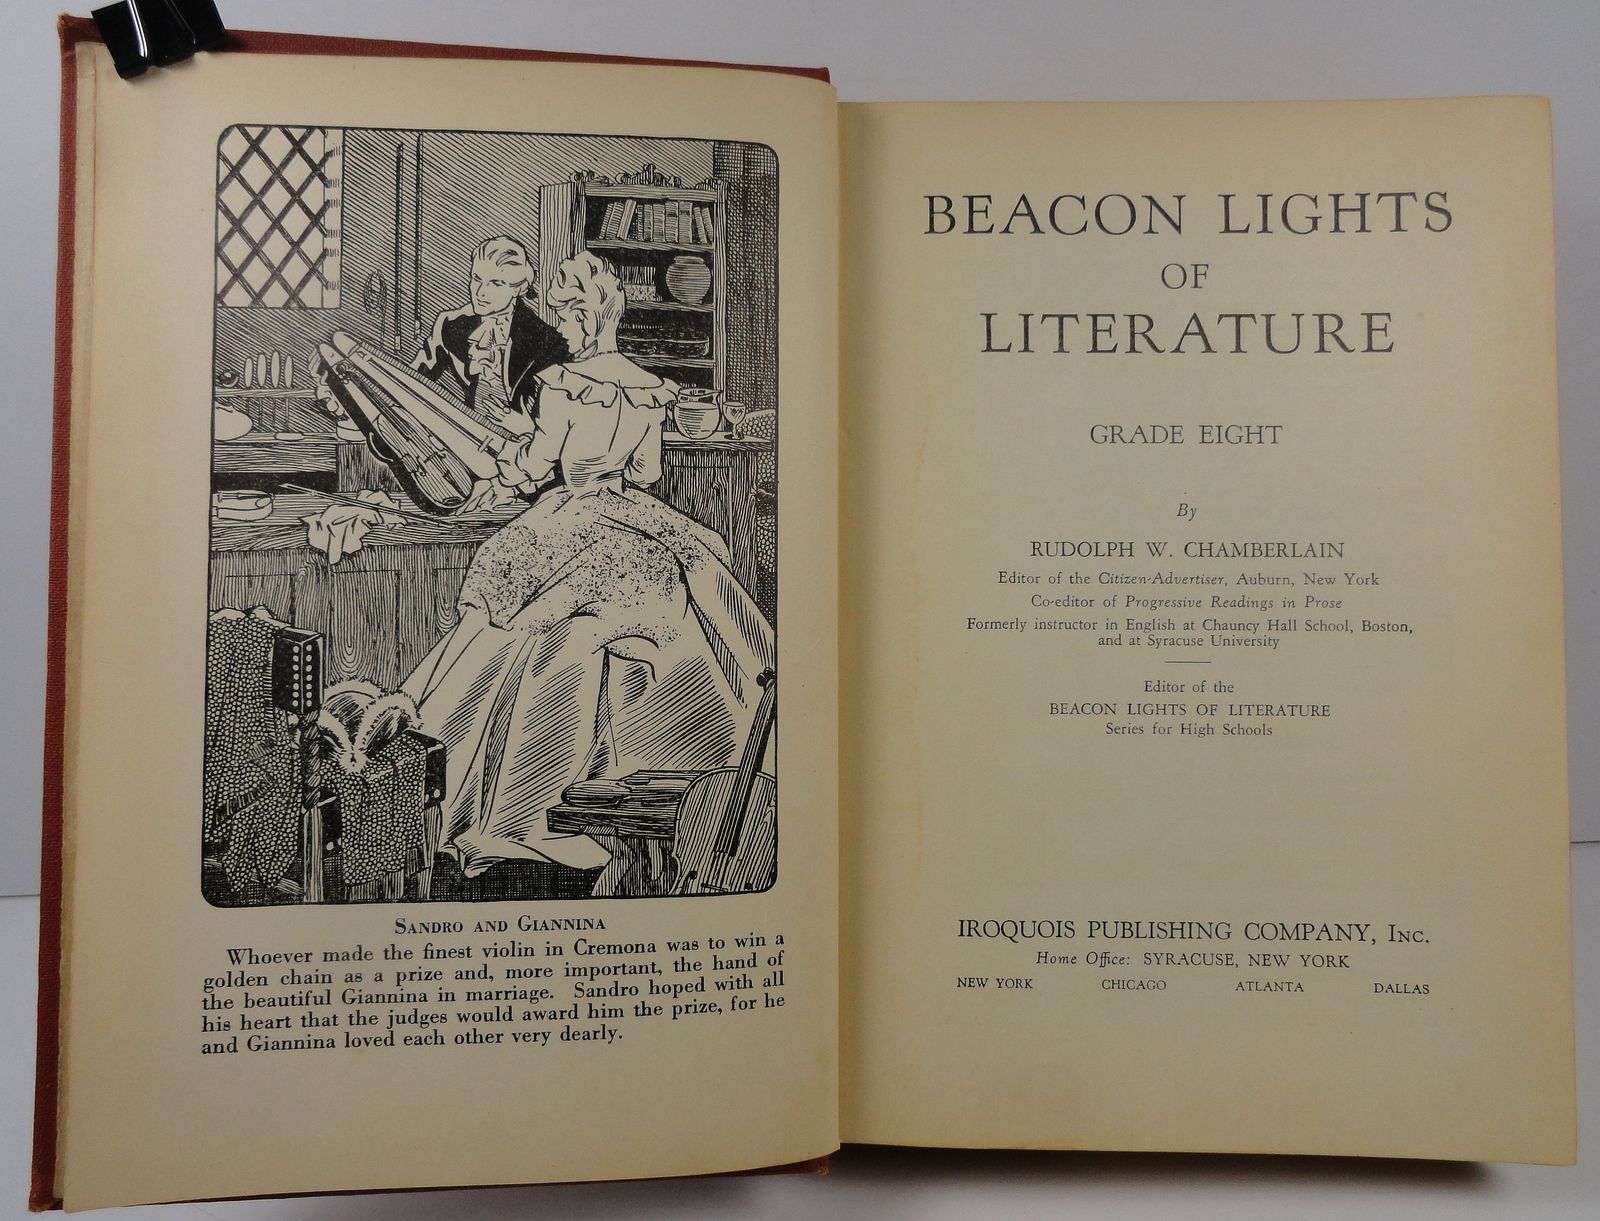 SANDRO AND GIANNINA
Whoever made the finest violin in Cremona was to win a
golden chain as a prize and, more important, the hand of
the beautiful Giannina in marriage. Sandro hoped with all
his heart that the judges would award him the prize, for he
and Giannina loved each other very dearly.
BEACON LIGHTS
OF
LITERATURE
GRADE EIGHT
By
RUDOLPH W. CHAMBERLAIN
Editor of the Citizen-Advertiser, Auburn, New York
Co-editor of Progressive Readings in Prose
Formerly instructor in English at Chauncy Hall School, Boston,
and at Syracuse University
Editor of the
BEACON LIGHTS OF LITERATURE
Series for High Schools
IROQUOIS PUBLISHING COMPANY, INC.
Home Office: SYRACUSE, NEW YORK
NEW YORK CHICAGO ATLANTA DALLAS